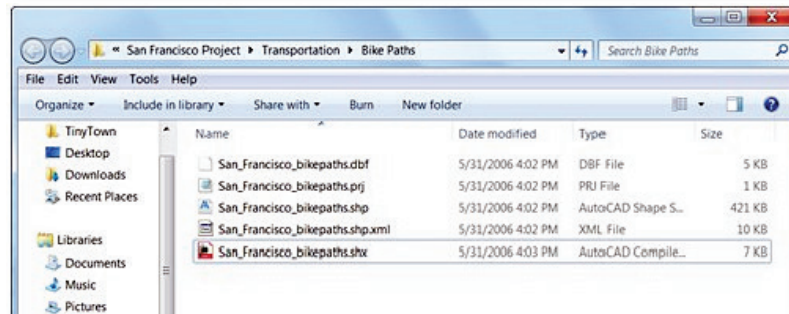 « San Francisco Project ▸ Transportation ▸ Bike Paths Search Bike Paths
File Edit View Tools Help
Organize Include in library Share with Burn New folder
TinyTown
Desktop
Downloads
Recent Places
Libraries
Documents
Music
Pictures
Name Date modified Type Size
San_Francisco_bikepaths.dbf 5/31/2006 4:02 PM DBF File 5 KB
San_Francisco_bikepaths.prj 5/31/2006 4:02 PM PRJ File 1 KB
San_Francisco_bikepaths.shp 5/31/2006 4:02 PM AutoCAD Shape S... 421 KB
San_Francisco_bikepaths.shp.xml 5/31/2006 4:02 PM XML File 10 KB
San_Francisco_bikepaths.shx 5/31/2006 4:03 PM AutoCAD Compile... 7 KB